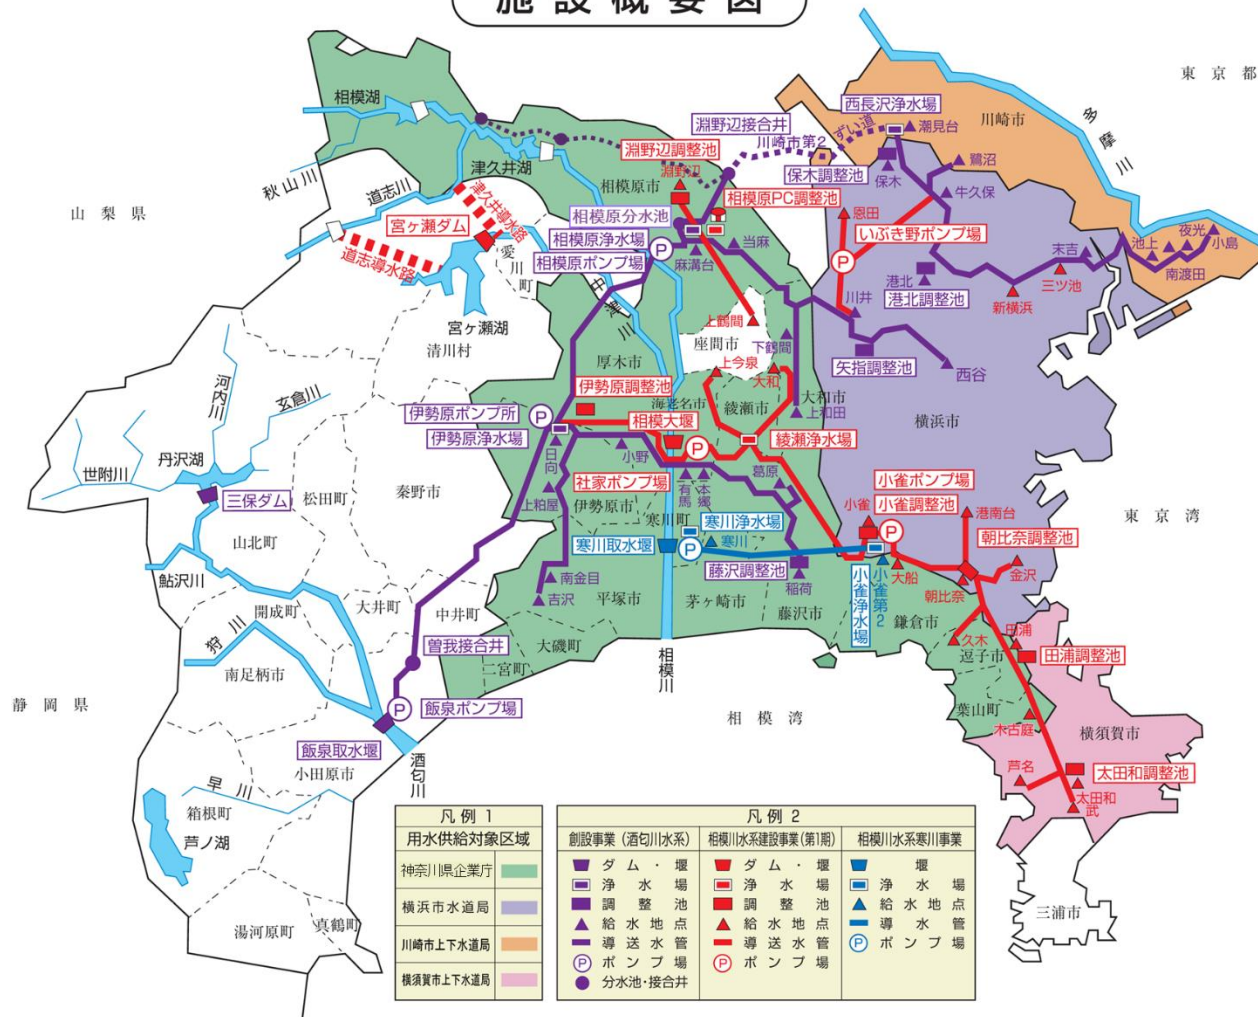 施設概要図
東京都
山梨県
静岡県
東京湾
相模湾
多摩川
川崎市
相模湖
秋山川
道志川
津久井湖
津久井導水路
道志導水路
宮ヶ瀬ダム
愛川町
中津川
宮ヶ瀬湖
清川村
淵野辺接合井
川崎市第2
ずい道
西長沢浄水場
潮見台
淵野辺調整池
淵野辺
相模原市
保木調整池
保木
鷺沼
牛久保
相模原PC調整池
相模原分水池
相模原浄水場
相模原ポンプ場
当麻
麻溝台
恩田
いぶき野ポンプ場
末吉
池上
夜光
小島
南渡田
港北
港北調整池
三ツ池
新横浜
川井
矢指調整池
西谷
上鶴間
座間市
下鶴間
厚木市
上今泉
大和
大和市
上和田
横浜市
伊勢原調整池
海老名市
綾瀬市
伊勢原ポンプ所
伊勢原浄水場
相模大堰
綾瀬浄水場
日向
小野
社家ポンプ場
有馬
本郷
葛原
上粕屋
伊勢原市
寒川町
寒川浄水場
寒川取水堰
寒川
藤沢調整池
稲荷
小雀ポンプ場
小雀調整池
小雀
港南台
朝比奈調整池
小雀浄水場
小雀第2
大船
朝比奈
金沢
南金目
吉沢
平塚市
茅ヶ崎市
藤沢市
鎌倉市
大磯町
二宮町
相模川
久木
逗子市
田浦
田浦調整池
葉山町
木古庭
横須賀市
芦名
太田和調整池
太田和
武
三浦市
河内川
玄倉川
世附川
丹沢湖
三保ダム
松田町
秦野市
山北町
鮎沢川
開成町
大井町
中井町
狩川
南足柄市
曽我接合井
飯泉ポンプ場
飯泉取水堰
小田原市
酒匂川
早川
箱根町
芦ノ湖
湯河原町
真鶴町
凡例1
用水供給対象区域
神奈川県企業庁
横浜市水道局
川崎市上下水道局
横須賀市上下水道局
凡例2
創設事業(酒匂川水系)
ダム・堰
浄水場
調整池
給水地点
導送水管
Ⓟ ポンプ場
分水池・接合井
相模川水系建設事業(第1期)
ダム・堰
浄水場
調整池
給水地点
導送水管
Ⓟ ポンプ場
相模川水系寒川事業
堰
浄水場
給水地点
導水管
Ⓟ ポンプ場